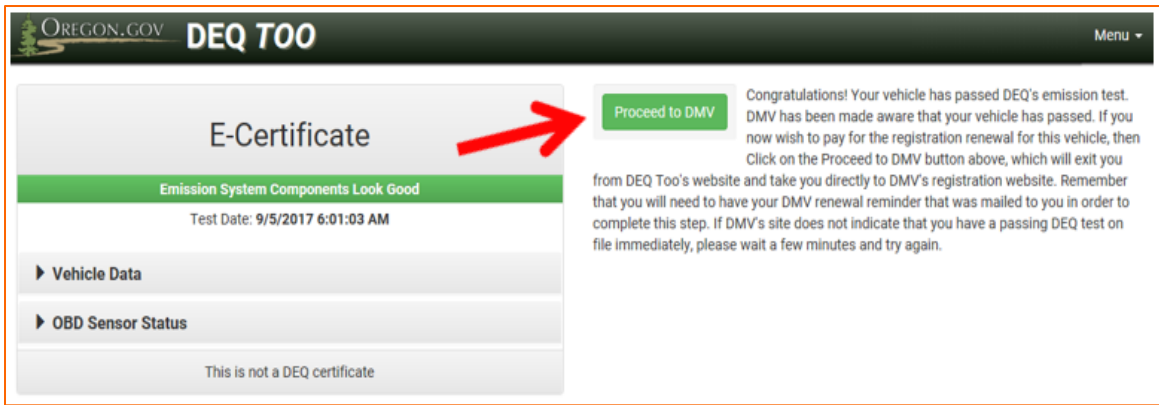 OREGON.GOV DEQ TOO
Menu
E-Certificate
Emission System Components Look Good
Test Date: 9/5/2017 6:01:03 AM
Vehicle Data
OBD Sensor Status
This is not a DEQ certificate
Proceed to DMV
Congratulations! Your vehicle has passed DEQ's emission test.
DMV has been made aware that your vehicle has passed. If you
now wish to pay for the registration renewal for this vehicle, then
Click on the Proceed to DMV button above, which will exit you
from DEQ Too's website and take you directly to DMV's registration website. Remember
that you will need to have your DMV renewal reminder that was mailed to you in order to
complete this step. If DMV's site does not indicate that you have a passing DEQ test on
file immediately, please wait a few minutes and try again.